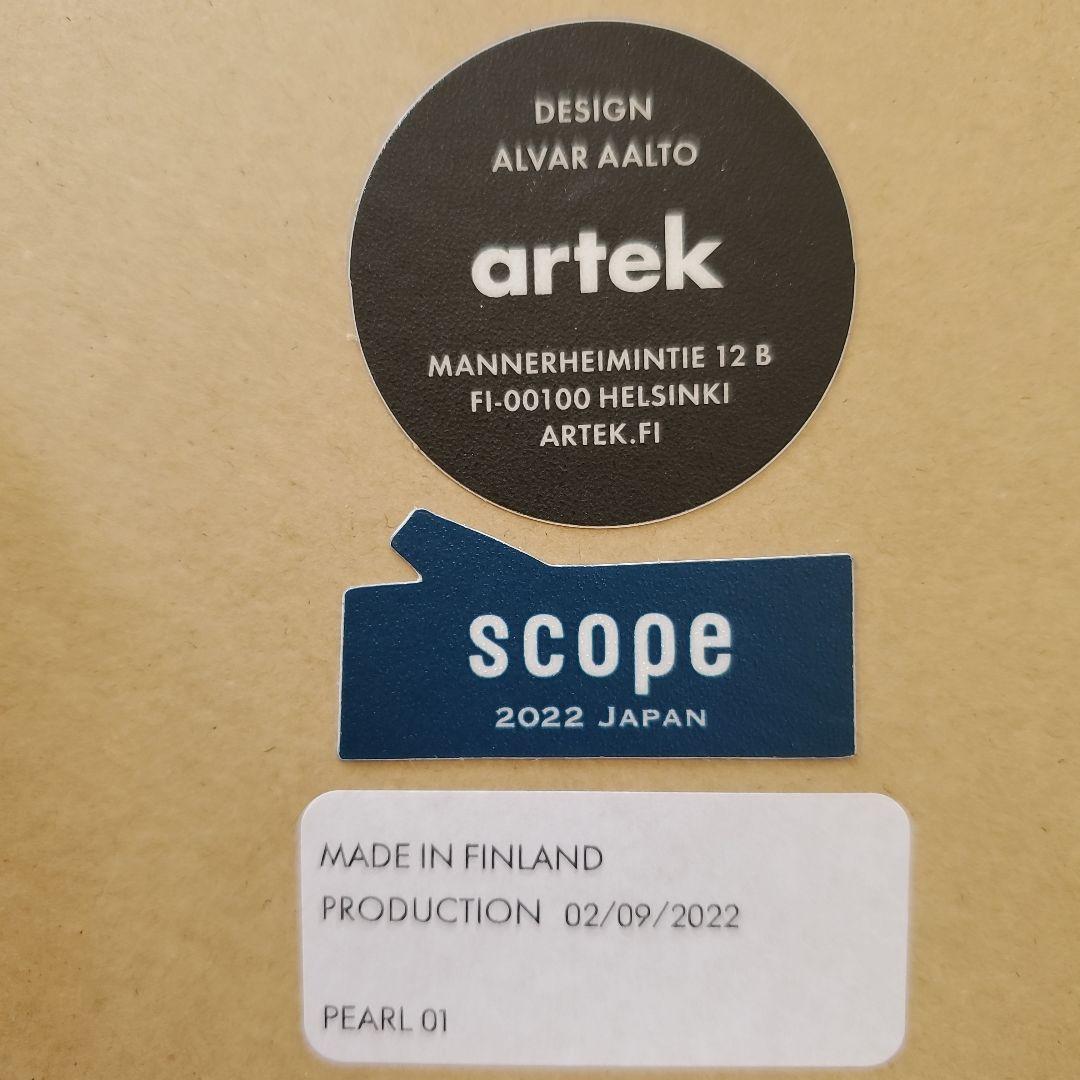 DESIGN
ALVAR AALTO
artek
MANNERHEIMINTIE 12 B
FI-00100 HELSINKI
ARTEK.FI
scope
2022 JAPAN
MADE IN FINLAND
PRODUCTION 02/09/2022
PEARL 01